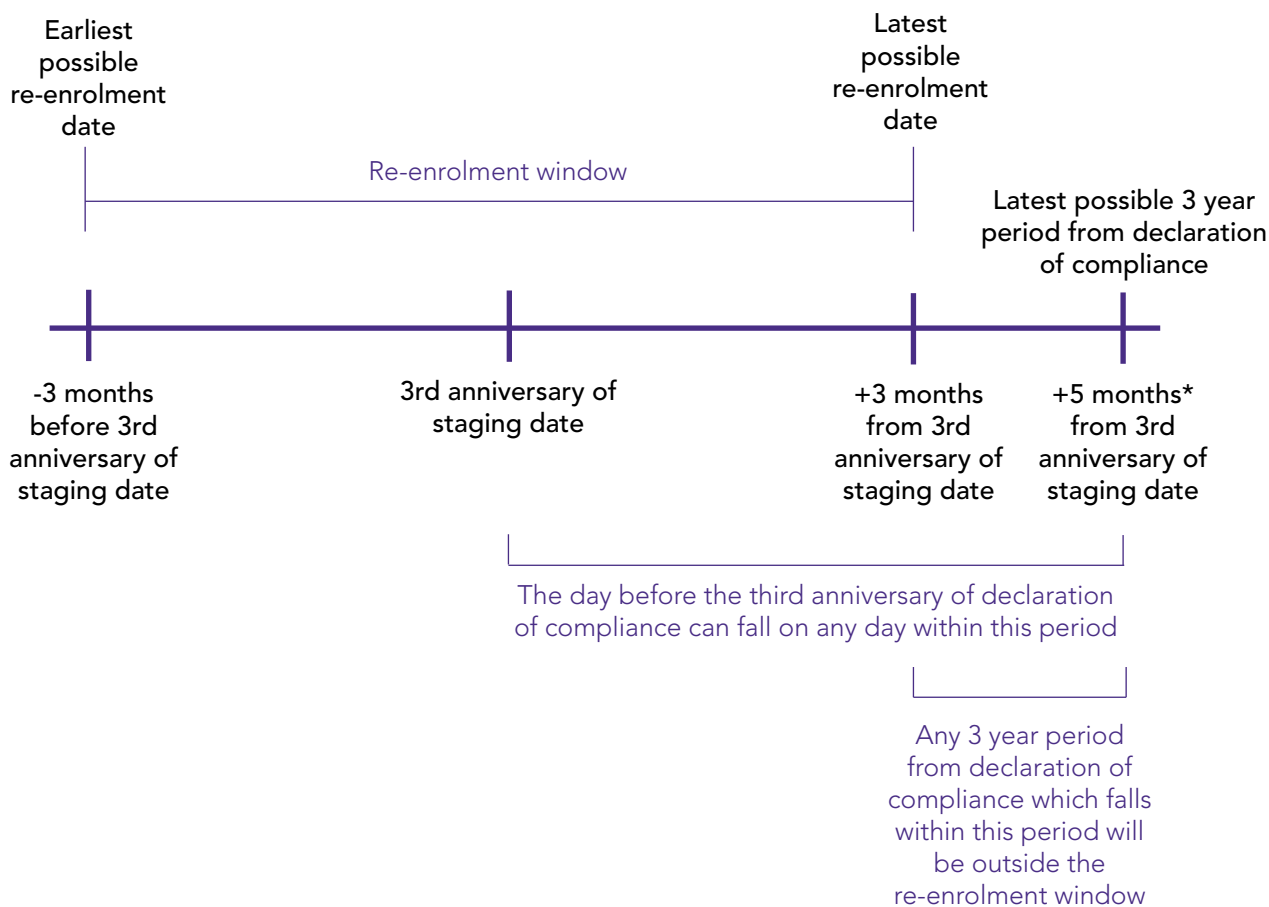 Earliest
possible
re-enrolment
date
Latest
possible
re-enrolment
date
Re-enrolment window
Latest possible 3 year
period from declaration
of compliance
-3 months
before 3rd
anniversary of
staging date
3rd anniversary of
staging date
+3 months
from 3rd
anniversary of
staging date
+5 months*
from 3rd
anniversary of
staging date
The day before the third anniversary of declaration
of compliance can fall on any day within this period
Any 3 year period
from declaration of
compliance which falls
within this period will
be outside the
re-enrolment window